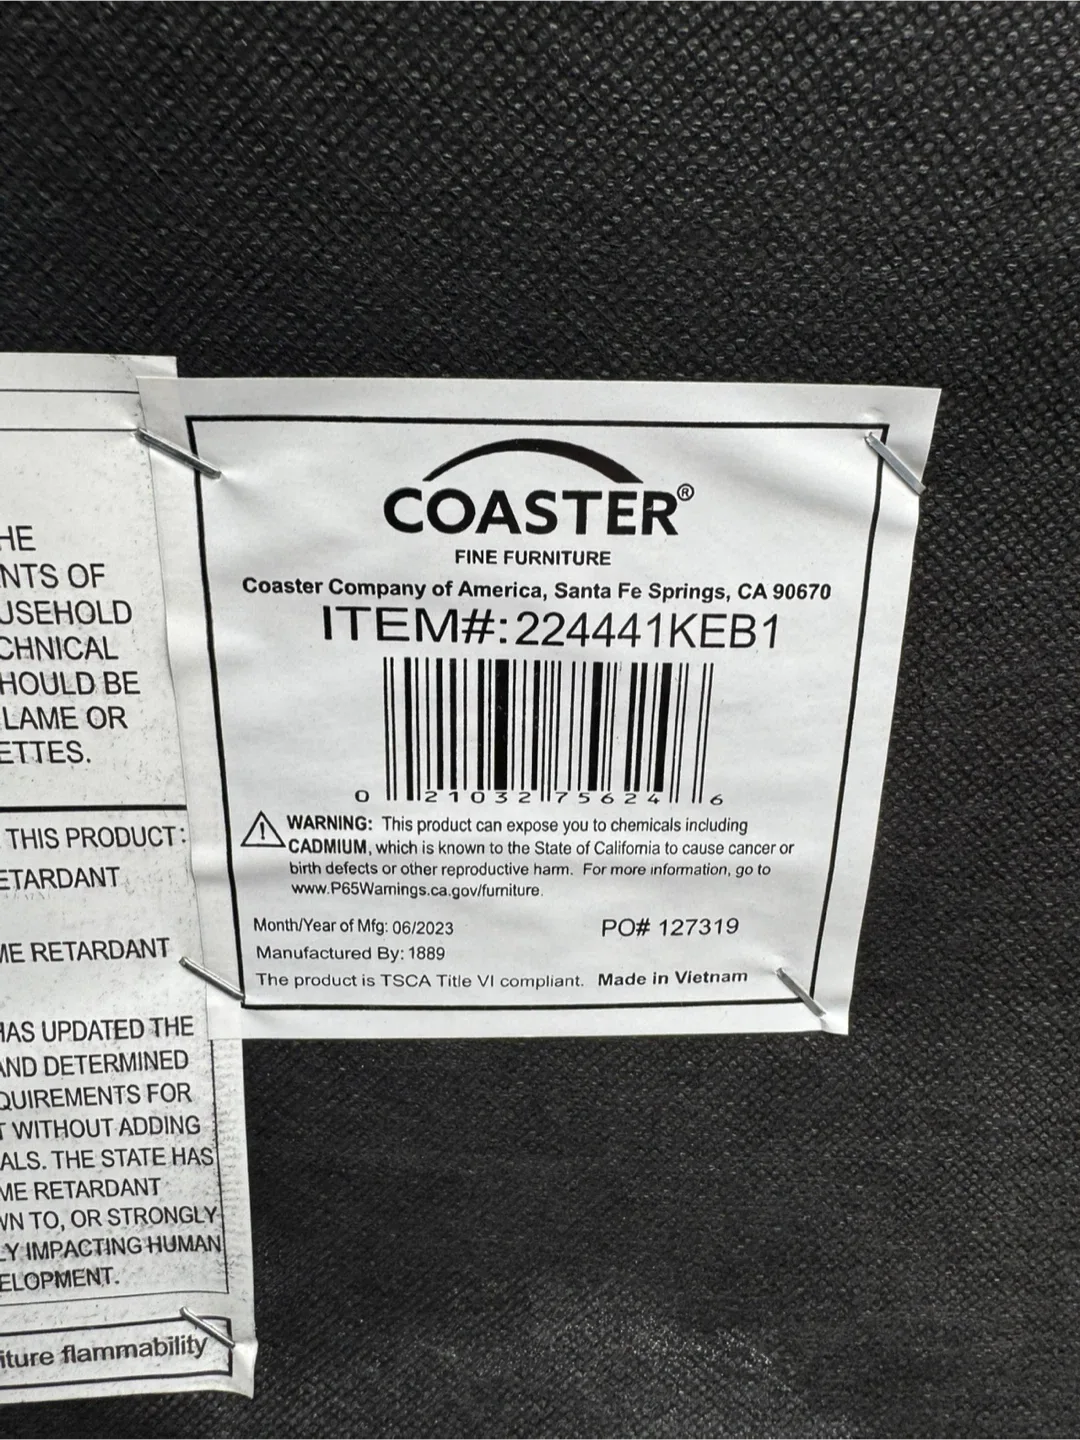 HE
NTS OF
USEHOLD
CHNICAL
HOULD BE
LAME OR
ETTES.
THIS PRODUCT:
ETARDANT
ME RETARDANT
HAS UPDATED THE
AND DETERMINED
QUIREMENTS FOR
T WITHOUT ADDING
ALS. THE STATE HAS
ME RETARDANT
WN TO, OR STRONGLY
LY IMPACTING HUMAN
ELOPMENT.
iture flammability
COASTER®
FINE FURNITURE
Coaster Company of America, Santa Fe Springs, CA 90670
ITEM#:224441KEB1
0 21032 75624 6
WARNING: This product can expose you to chemicals including
CADMIUM, which is known to the State of California to cause cancer or
birth defects or other reproductive harm. For more information, go to
www.P65Warnings.ca.gov/furniture.
Month/Year of Mfg: 06/2023 PO# 127319
Manufactured By: 1889
The product is TSCA Title VI compliant. Made in Vietnam